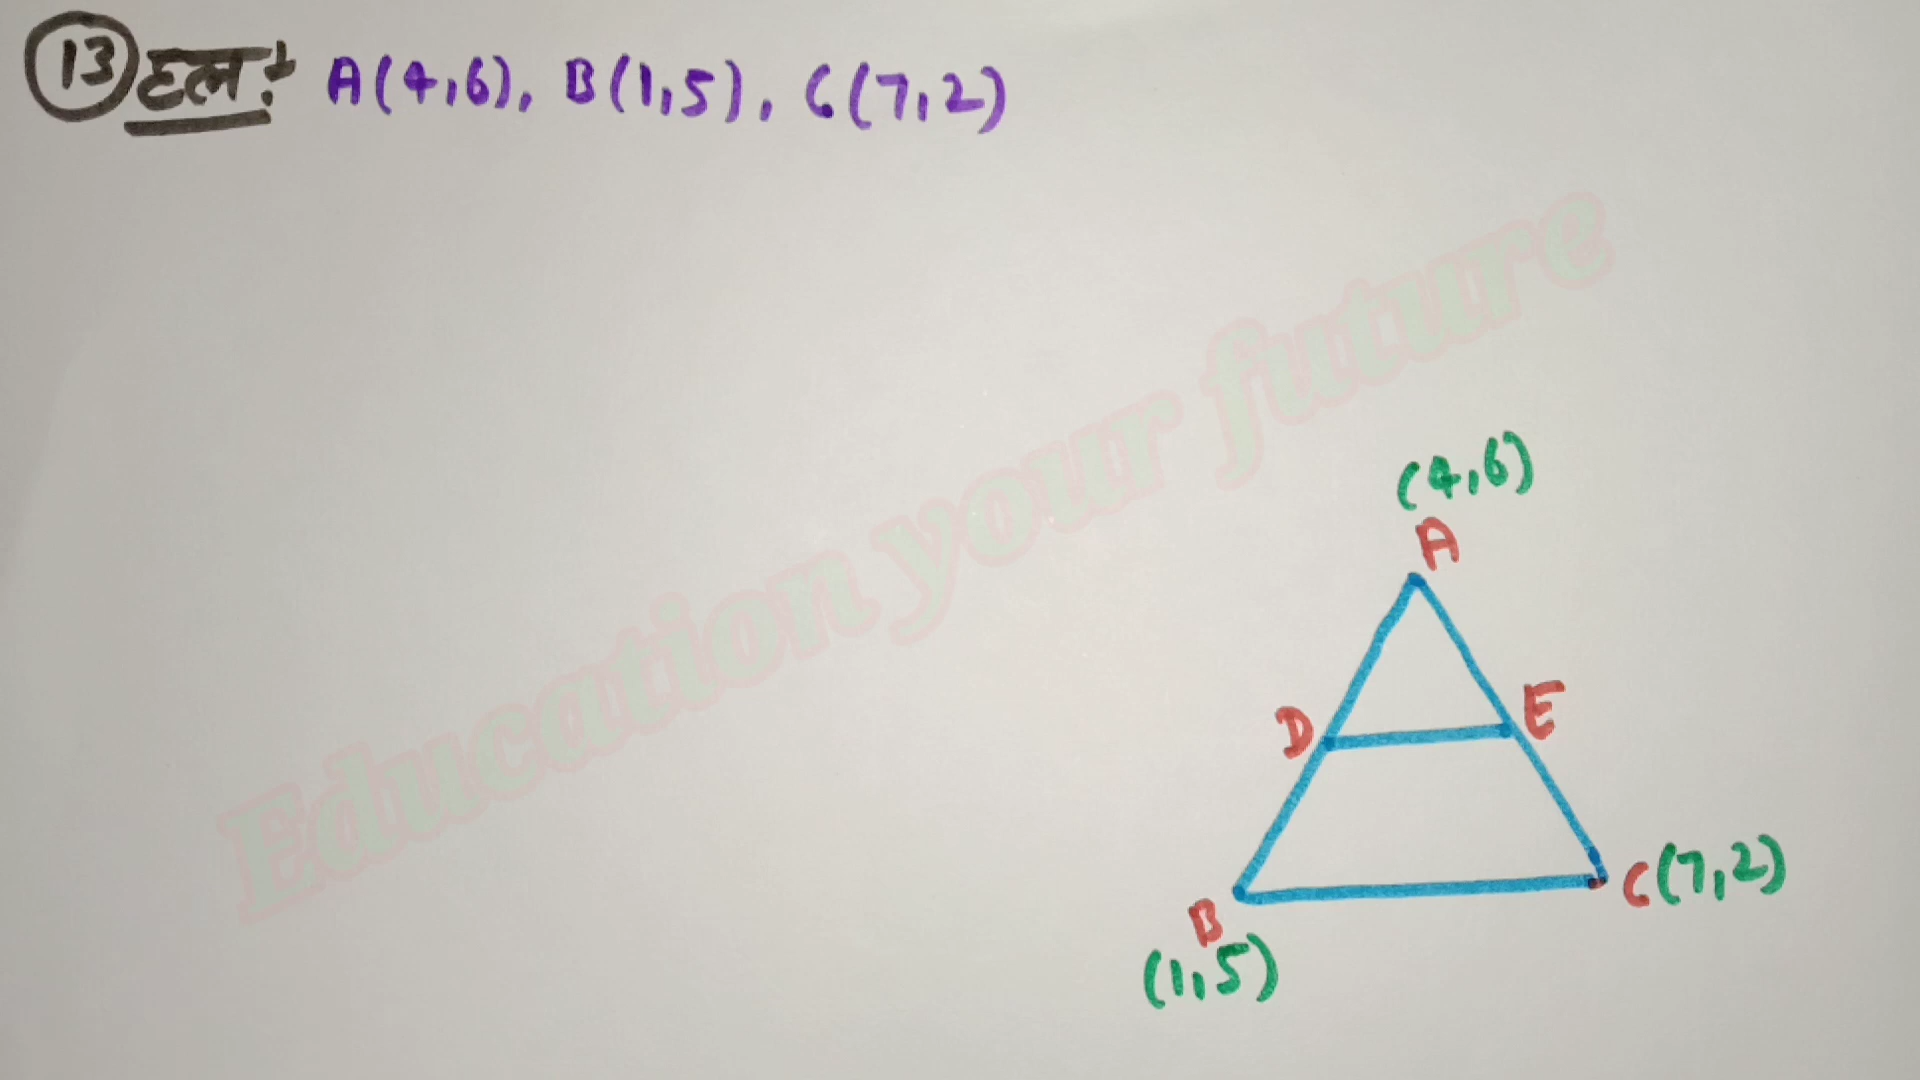 13 हल:- A(4,6), B(1,5), C(7,2)
Education your future
(4,6)
A
D
E
B
C(7,2)
(1,5)